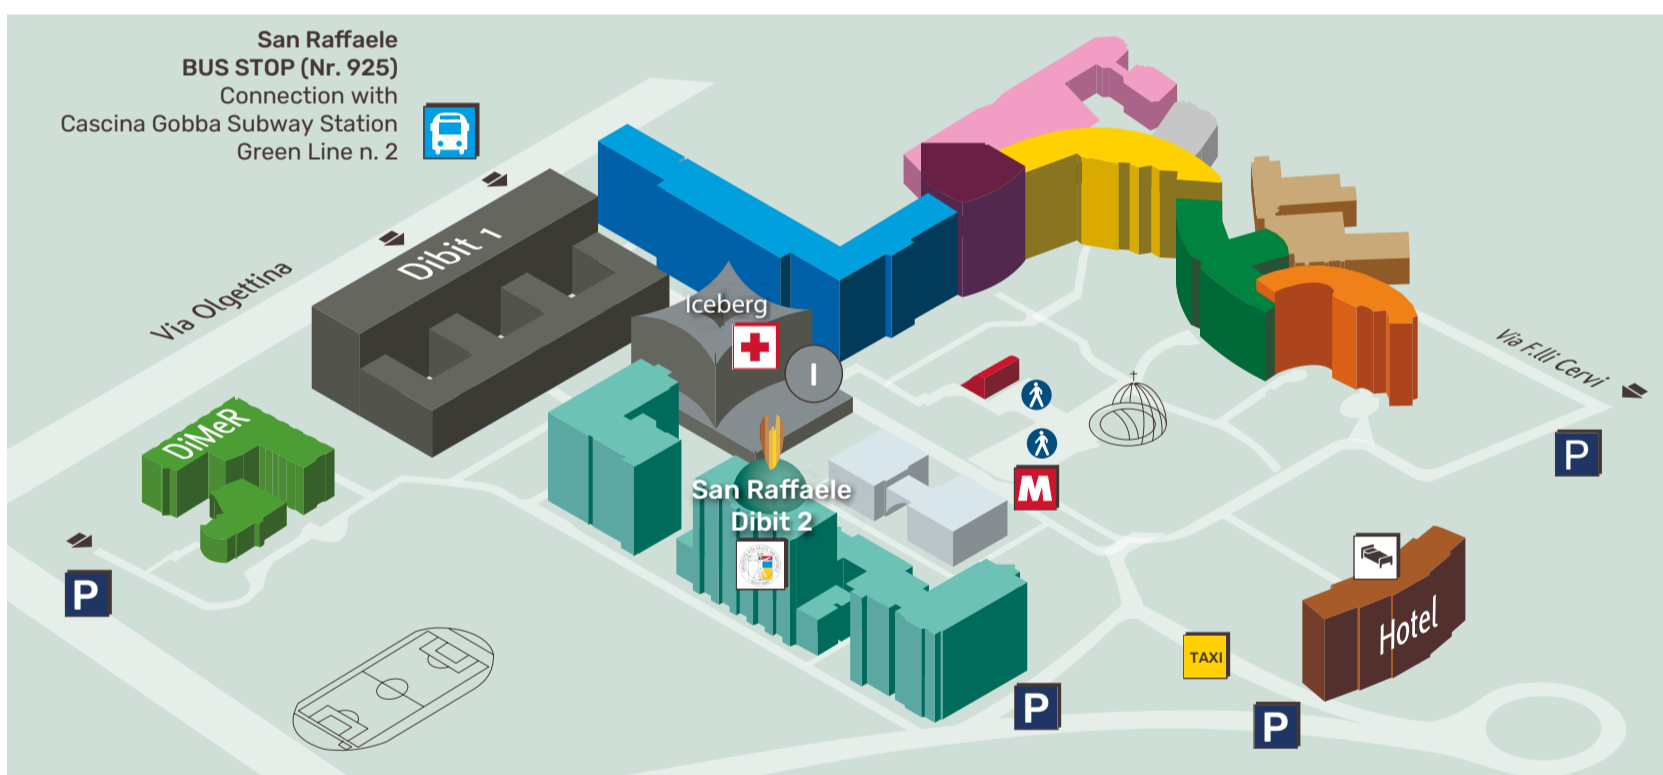 San Raffaele
BUS STOP (Nr. 925)
Connection with
Cascina Gobba Subway Station
Green Line n. 2
Dibit 1
Via Olgettina
Iceberg
I
Via F.lli Cervi
DiMeR
P
M
San Raffaele
Dibit 2
P
Hotel
TAXI
P
P